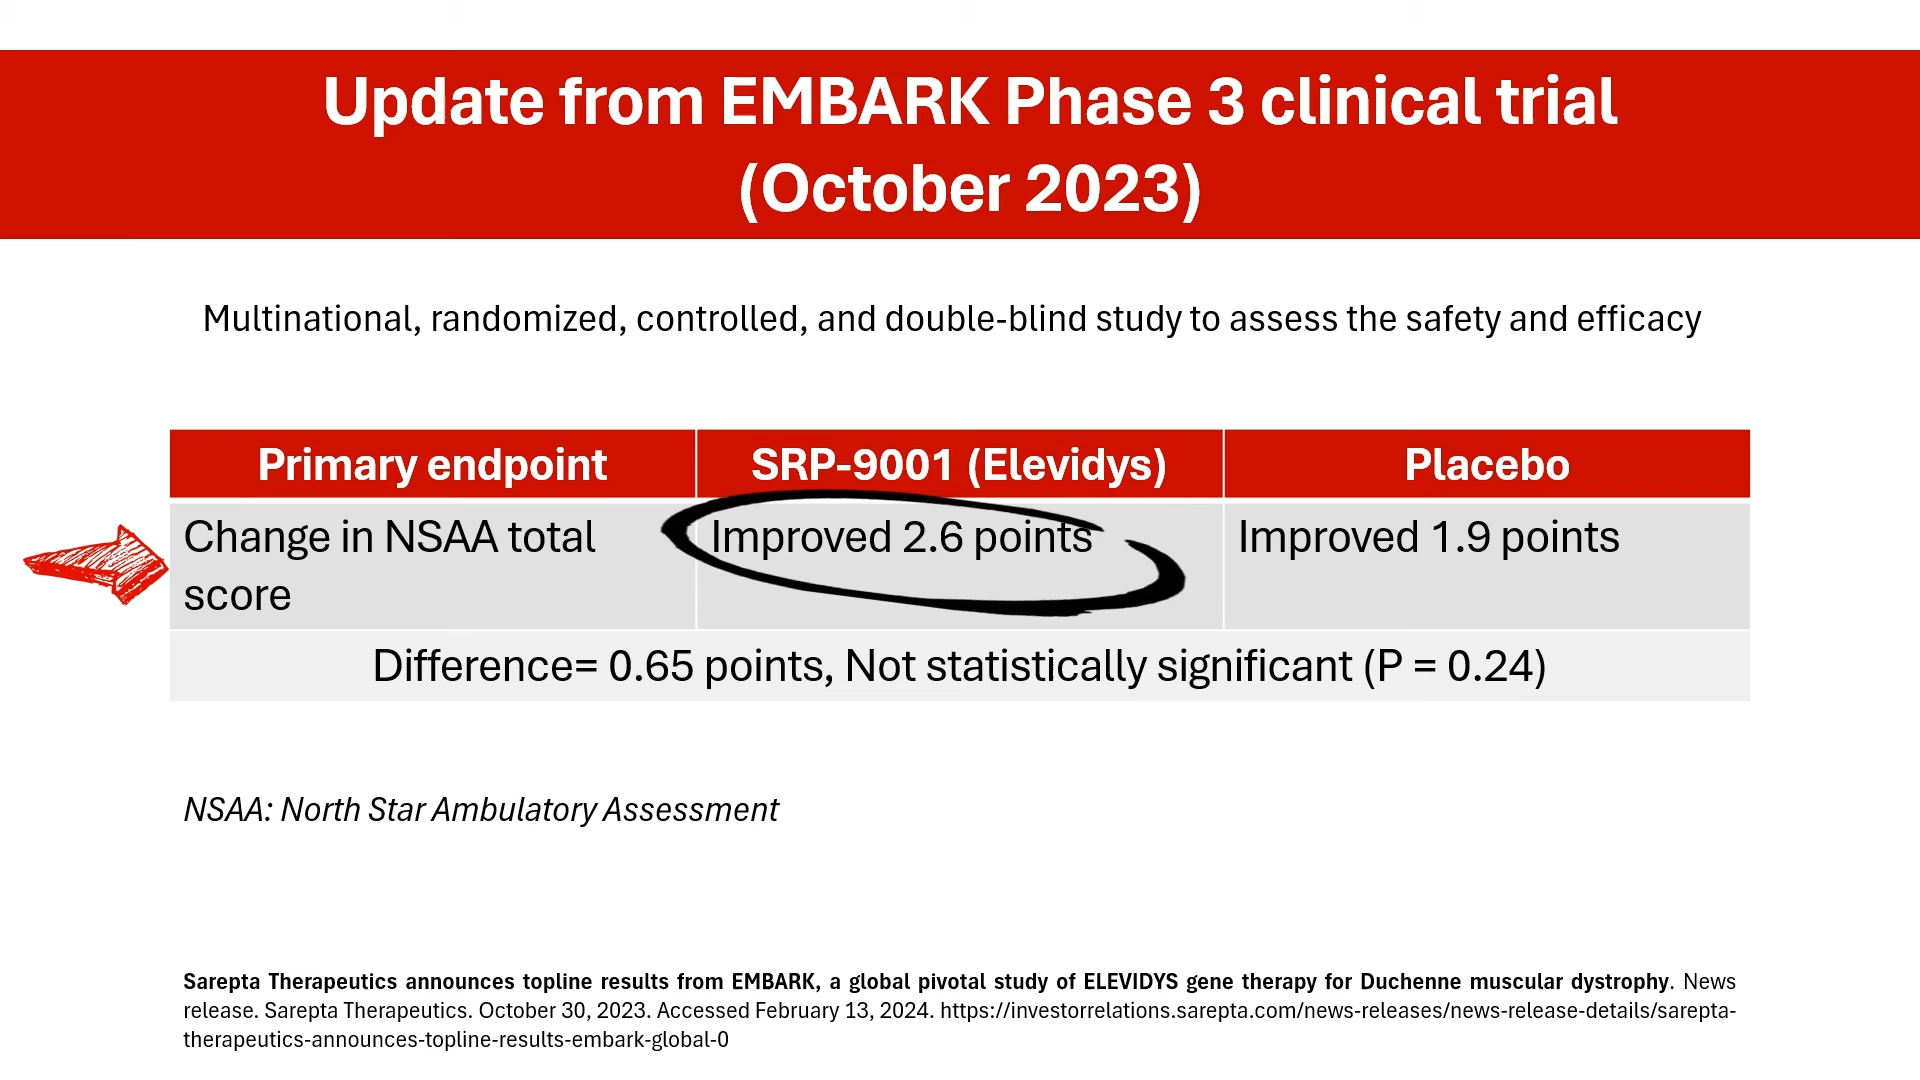 Update from EMBARK Phase 3 clinical trial
(October 2023)
Multinational, randomized, controlled, and double-blind study to assess the safety and efficacy
Primary endpoint SRP-9001 (Elevidys) Placebo
Change in NSAA total Improved 2.6 points Improved 1.9 points
score
Difference= 0.65 points, Not statistically significant (P = 0.24)
NSAA: North Star Ambulatory Assessment
Sarepta Therapeutics announces topline results from EMBARK, a global pivotal study of ELEVIDYS gene therapy for Duchenne muscular dystrophy. News
release. Sarepta Therapeutics. October 30, 2023. Accessed February 13, 2024. https://investorrelations.sarepta.com/news-releases/news-release-details/sarepta-
therapeutics-announces-topline-results-embark-global-0